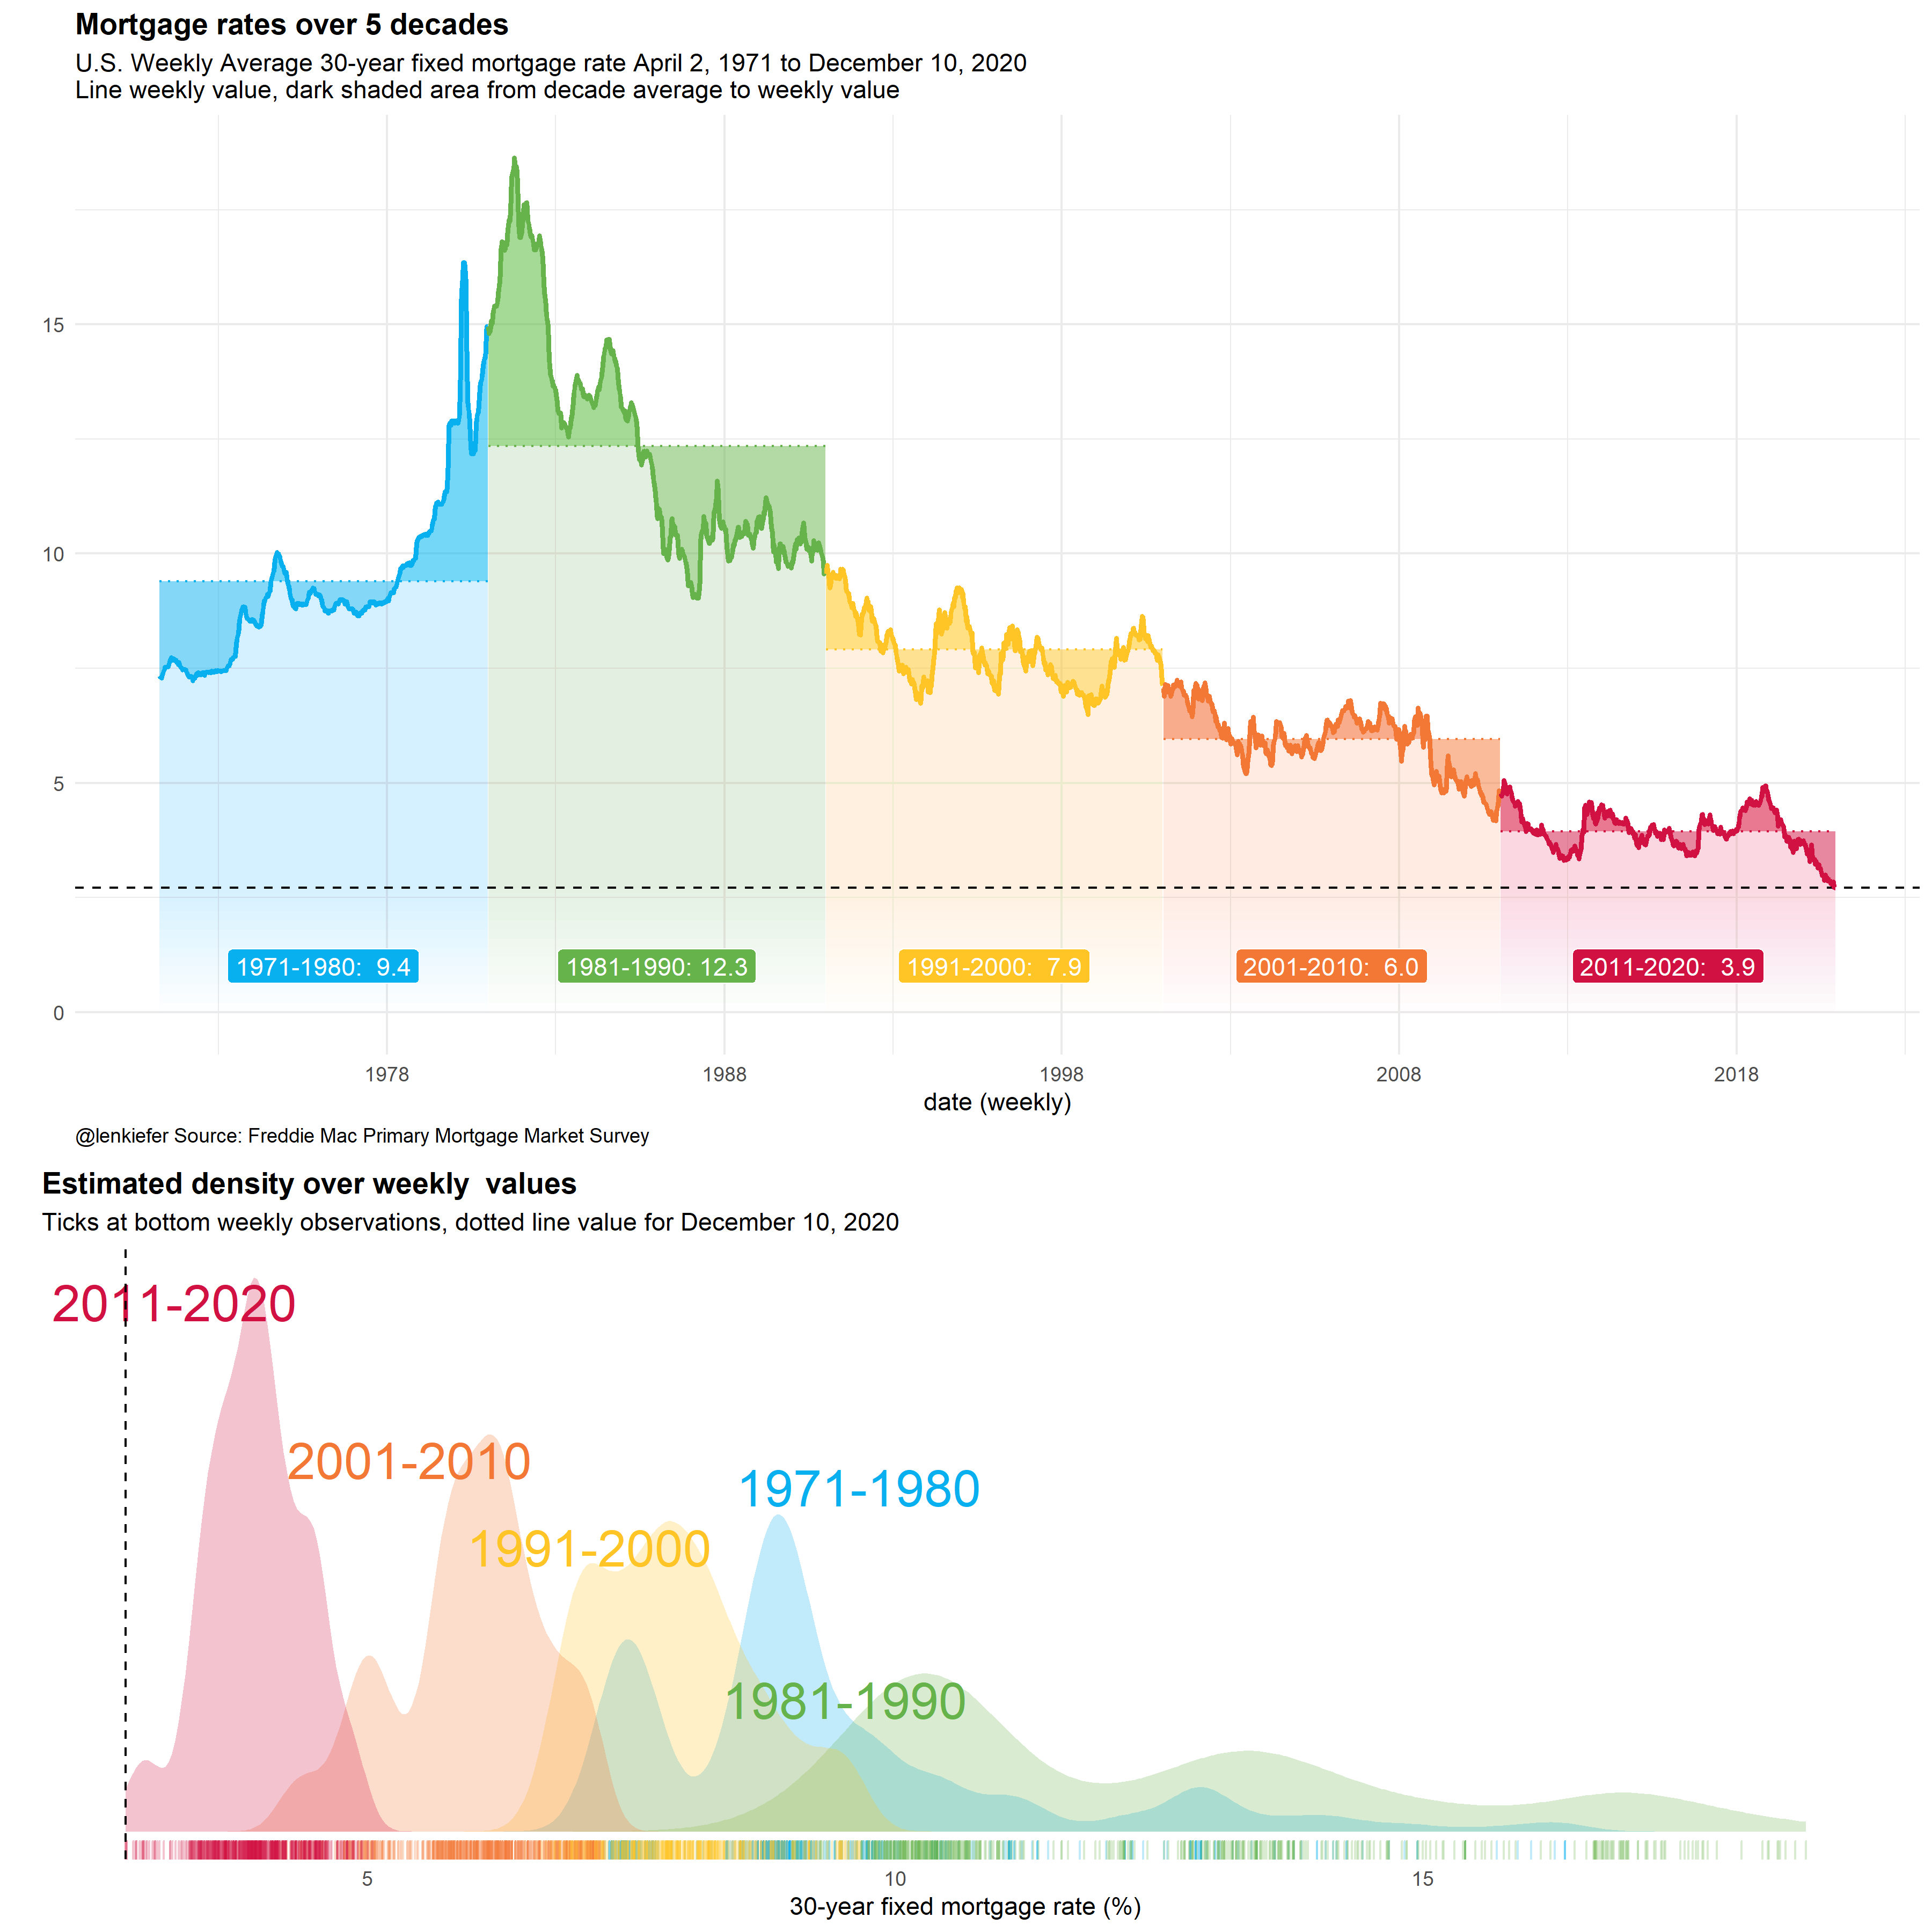 Mortgage rates over 5 decades
U.S. Weekly Average 30-year fixed mortgage rate April 2, 1971 to December 10, 2020
Line weekly value, dark shaded area from decade average to weekly value
15
10
5
0
1971-1980:  9.4
1981-1990: 12.3
1991-2000:  7.9
2001-2010:  6.0
2011-2020:  3.9
1978
1988
1998
2008
2018
date (weekly)
@lenkiefer Source: Freddie Mac Primary Mortgage Market Survey
Estimated density over weekly  values
Ticks at bottom weekly observations, dotted line value for December 10, 2020
2011-2020
2001-2010
1971-1980
1991-2000
1981-1990
5
10
15
30-year fixed mortgage rate (%)